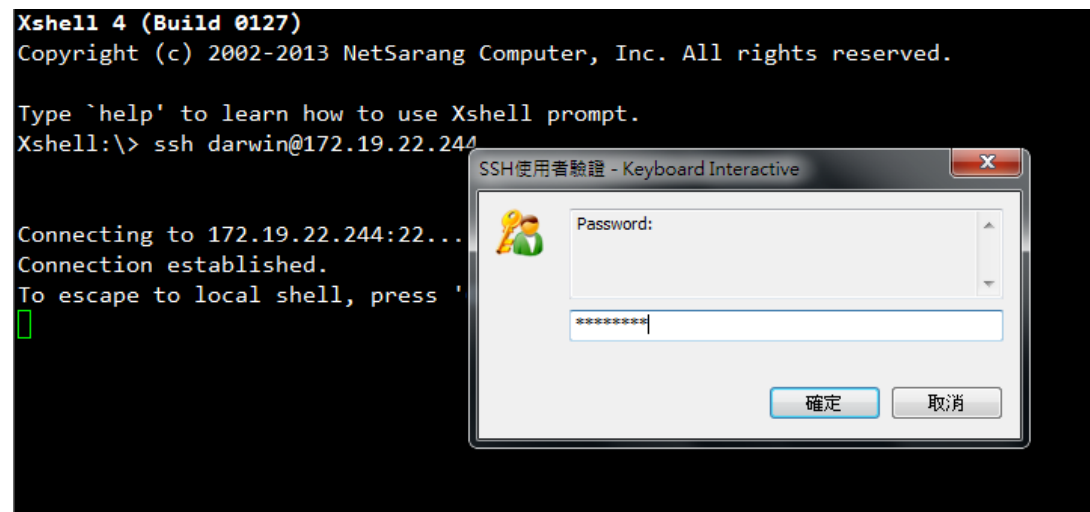 Xshell 4 (Build 0127)
Copyright (c) 2002-2013 NetSarang Computer, Inc. All rights reserved.
Type `help' to learn how to use Xshell prompt.
Xshell:\> ssh darwin@172.19.22.244
Connecting to 172.19.22.244:22...
Connection established.
To escape to local shell, press '
SSH使用者驗證 - Keyboard Interactive
Password:
********
確定
取消